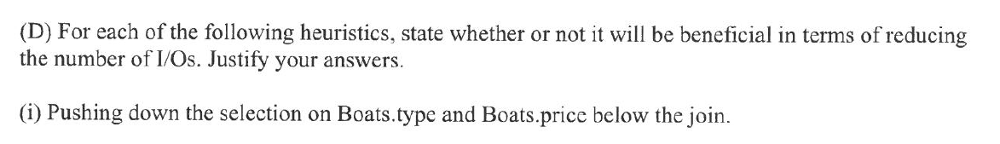 (D) For each of the following heuristics, state whether or not it will be beneficial in terms of reducing
the number of I/Os. Justify your answers.
(i) Pushing down the selection on Boats.type and Boats.price below the join.